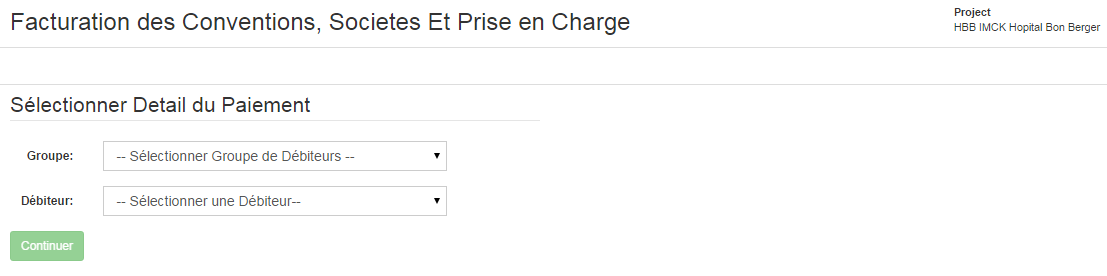 Facturation des Conventions, Societes Et Prise en Charge
Project
HBB IMCK Hopital Bon Berger
Sélectionner Detail du Paiement
Groupe:
-- Sélectionner Groupe de Débiteurs --
Débiteur:
-- Sélectionner une Débiteur--
Continuer